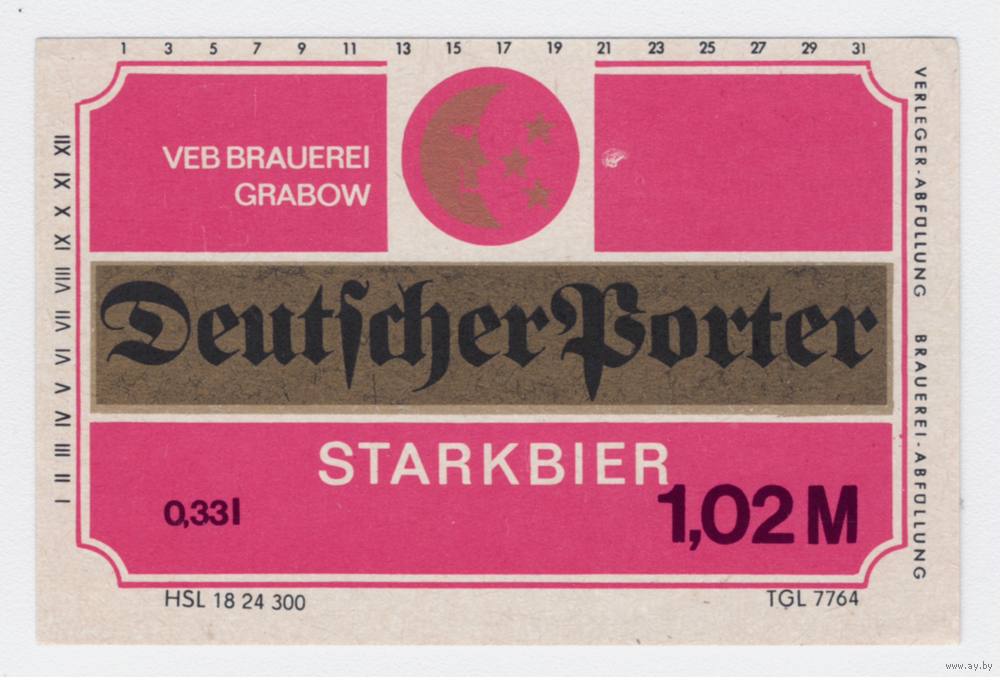 1 3 5 7 9 11 13 15 17 19 21 23 25 27 29 31
VEB BRAUEREI
GRABOW
Deutſcher Porter
STARKBIER
0,33 l
1,02 M
HSL 18 24 300
TGL 7764
I II III IV V VI VII VIII IX X XI XII
VERLEGER-ABFÜLLUNG BRAUEREI-ABFÜLLUNG
www.ay.by